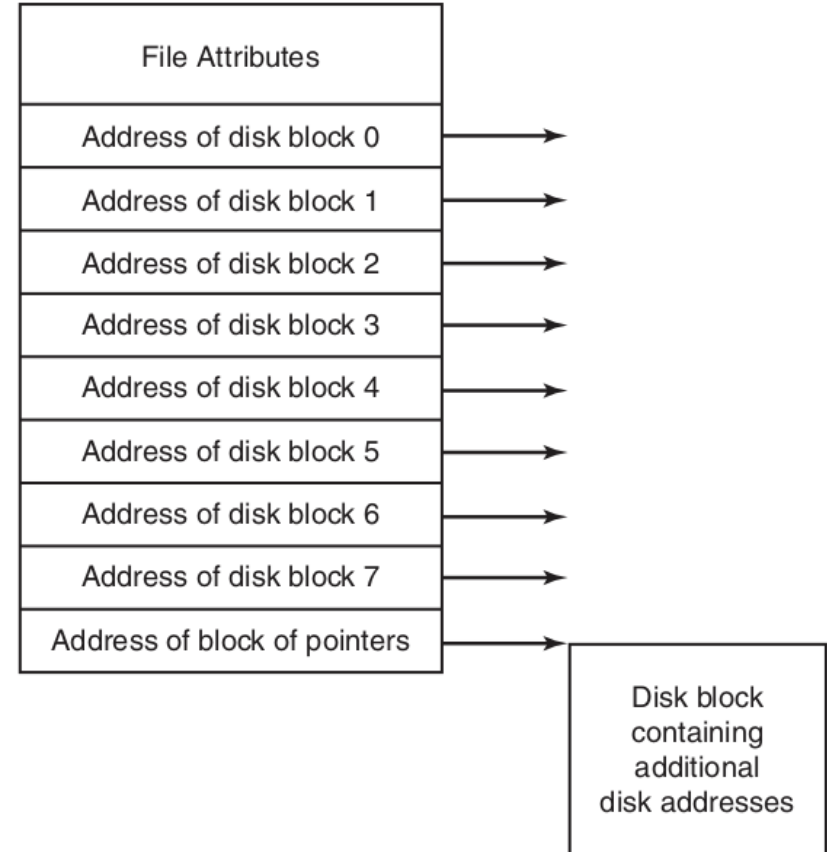 File Attributes
Address of disk block 0
Address of disk block 1
Address of disk block 2
Address of disk block 3
Address of disk block 4
Address of disk block 5
Address of disk block 6
Address of disk block 7
Address of block of pointers
Disk block
containing
additional
disk addresses